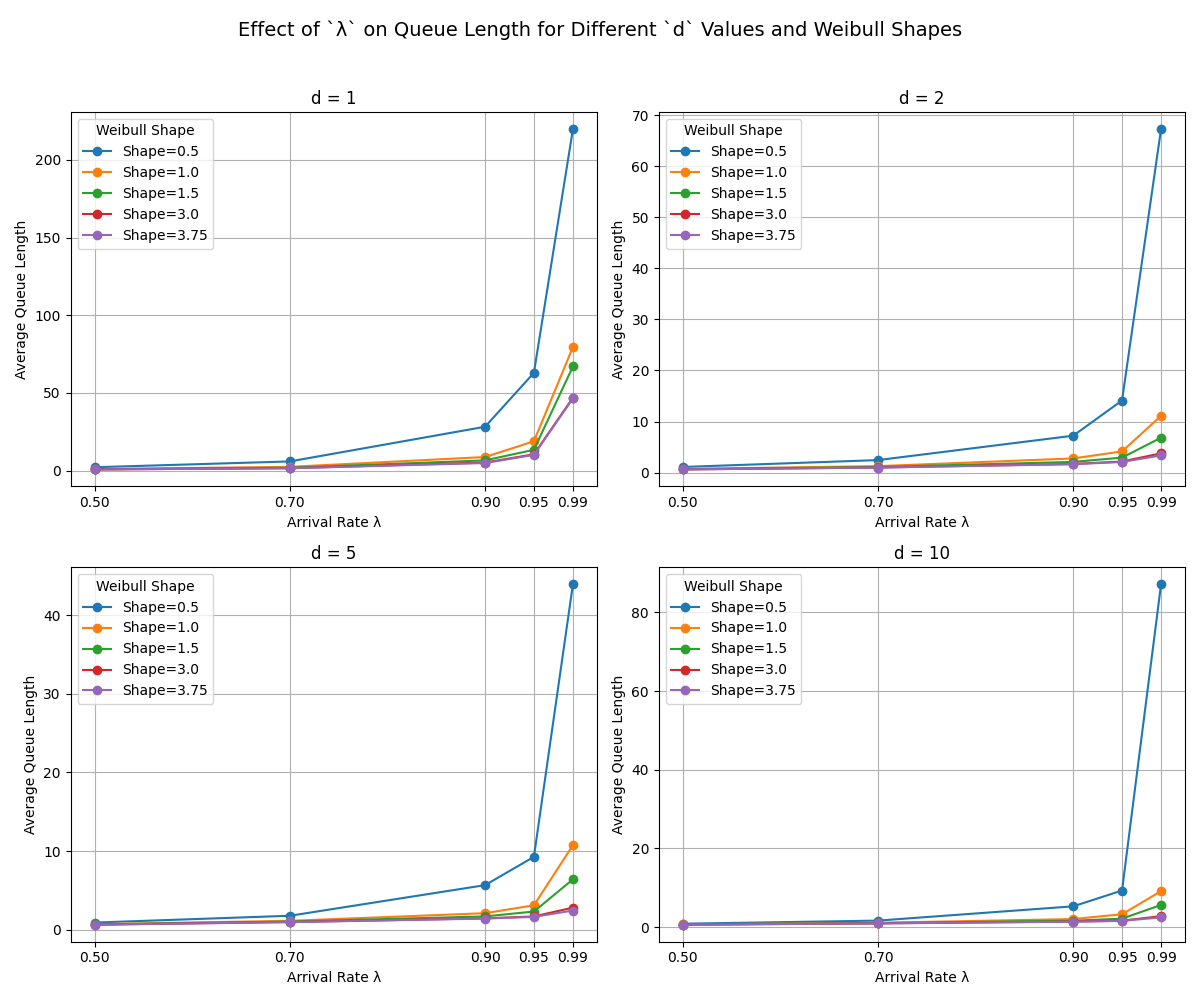 Effect of `λ` on Queue Length for Different `d` Values and Weibull Shapes
d = 1
Weibull Shape
Shape=0.5
Shape=1.0
Shape=1.5
Shape=3.0
Shape=3.75
Average Queue Length
200
150
100
50
0
0.50 0.70 0.90 0.95 0.99
Arrival Rate λ
d = 2
Weibull Shape
Shape=0.5
Shape=1.0
Shape=1.5
Shape=3.0
Shape=3.75
Average Queue Length
70
60
50
40
30
20
10
0
0.50 0.70 0.90 0.95 0.99
Arrival Rate λ
d = 5
Weibull Shape
Shape=0.5
Shape=1.0
Shape=1.5
Shape=3.0
Shape=3.75
Average Queue Length
40
30
20
10
0
0.50 0.70 0.90 0.95 0.99
Arrival Rate λ
d = 10
Weibull Shape
Shape=0.5
Shape=1.0
Shape=1.5
Shape=3.0
Shape=3.75
Average Queue Length
80
60
40
20
0
0.50 0.70 0.90 0.95 0.99
Arrival Rate λ